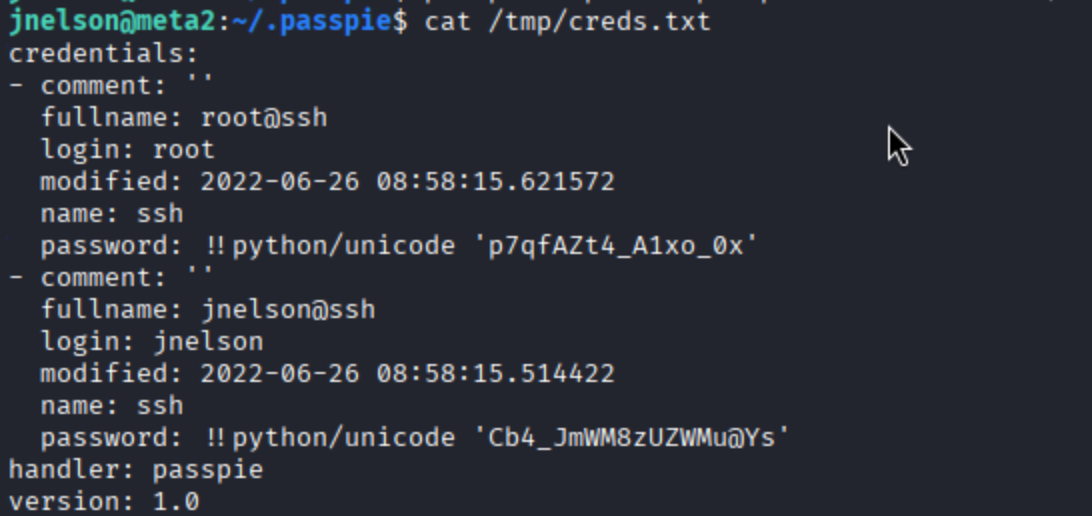 jnelson@meta2:~/.passpie$ cat /tmp/creds.txt
credentials:
- comment: ''
  fullname: root@ssh
  login: root
  modified: 2022-06-26 08:58:15.621572
  name: ssh
  password: !!python/unicode 'p7qfAZt4_A1xo_0x'
- comment: ''
  fullname: jnelson@ssh
  login: jnelson
  modified: 2022-06-26 08:58:15.514422
  name: ssh
  password: !!python/unicode 'Cb4_JmWM8zUZWMu@Ys'
handler: passpie
version: 1.0